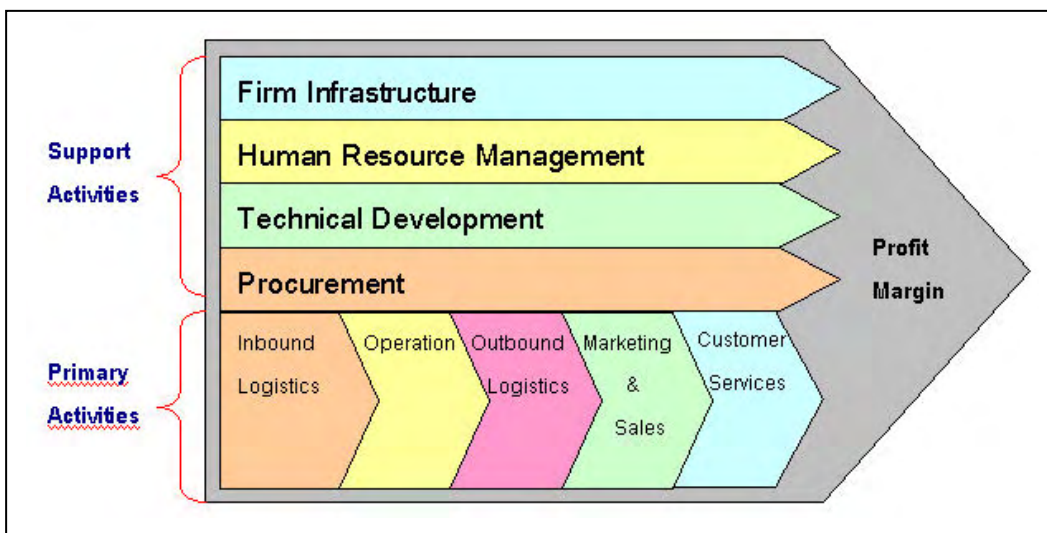 Support
Activities
Firm Infrastructure
Human Resource Management
Technical Development
Procurement
Profit
Margin
Primary
Activities
Inbound
Logistics
Operation
Outbound
Logistics
Marketing
&
Sales
Customer
Services